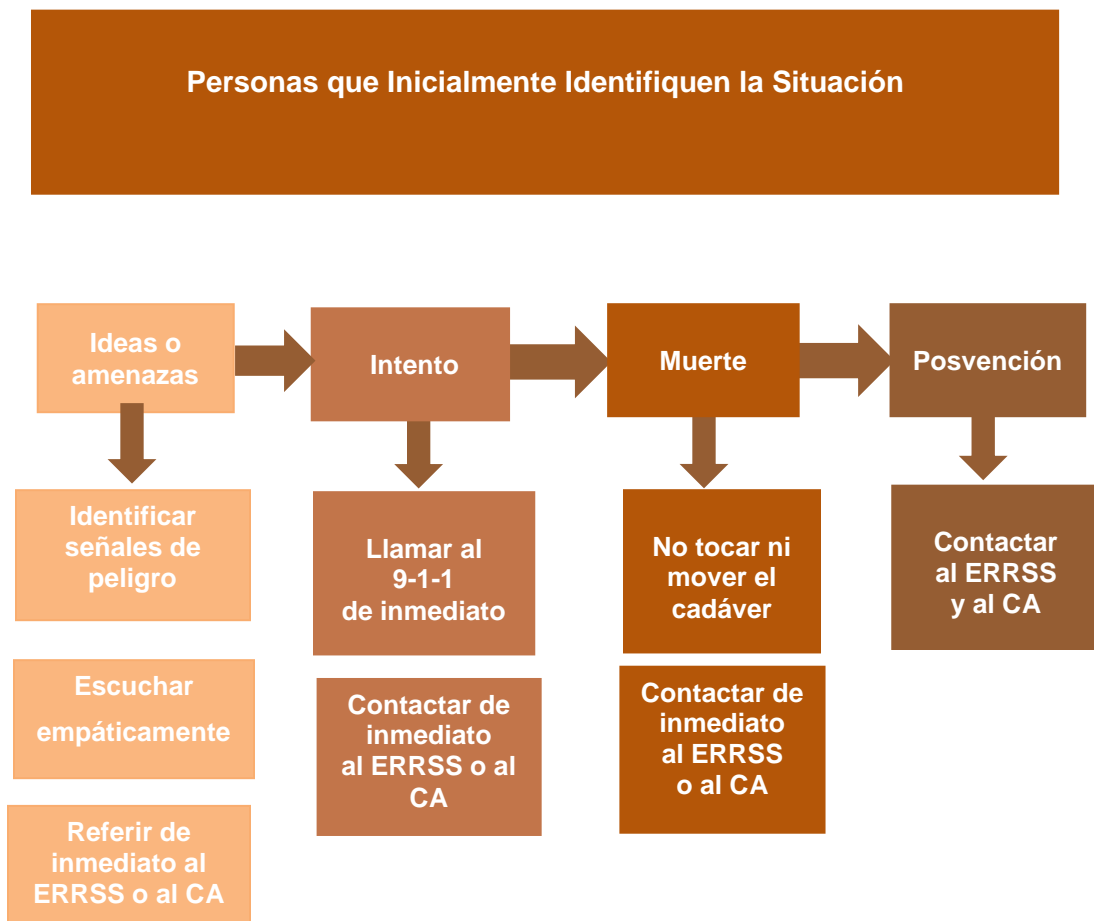 Personas que Inicialmente Identifiquen la Situación
Ideas o
amenazas
Intento
Muerte
Posvención
Identificar
señales de
peligro
Llamar al
9-1-1
de inmediato
No tocar ni
mover el
cadáver
Contactar
al ERRSS
y al CA
Escuchar
empáticamente
Contactar de
inmediato
al ERRSS o al
CA
Contactar de
inmediato
al ERRSS
o al CA
Referir de
inmediato al
ERRSS o al CA